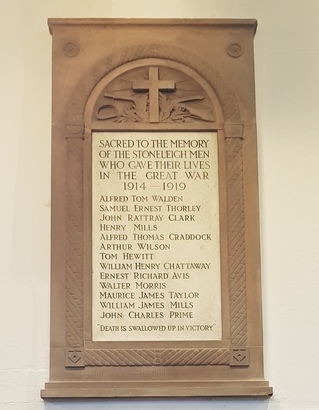 SACRED TO THE MEMORY
OF THE STONELEIGH MEN
WHO GAVE THEIR LIVES
IN THE GREAT WAR
1914 — 1919
ALFRED TOM WALDEN
SAMUEL ERNEST THORLEY
JOHN RATTRAY CLARK
HENRY MILLS
ALFRED THOMAS CRADDOCK
ARTHUR WILSON
TOM HEWITT
WILLIAM HENRY CHATTAWAY
ERNEST RICHARD AVIS
WALTER MORRIS
MAURICE JAMES TAYLOR
WILLIAM JAMES MILLS
JOHN CHARLES PRIME
"DEATH IS SWALLOWED UP IN VICTORY"